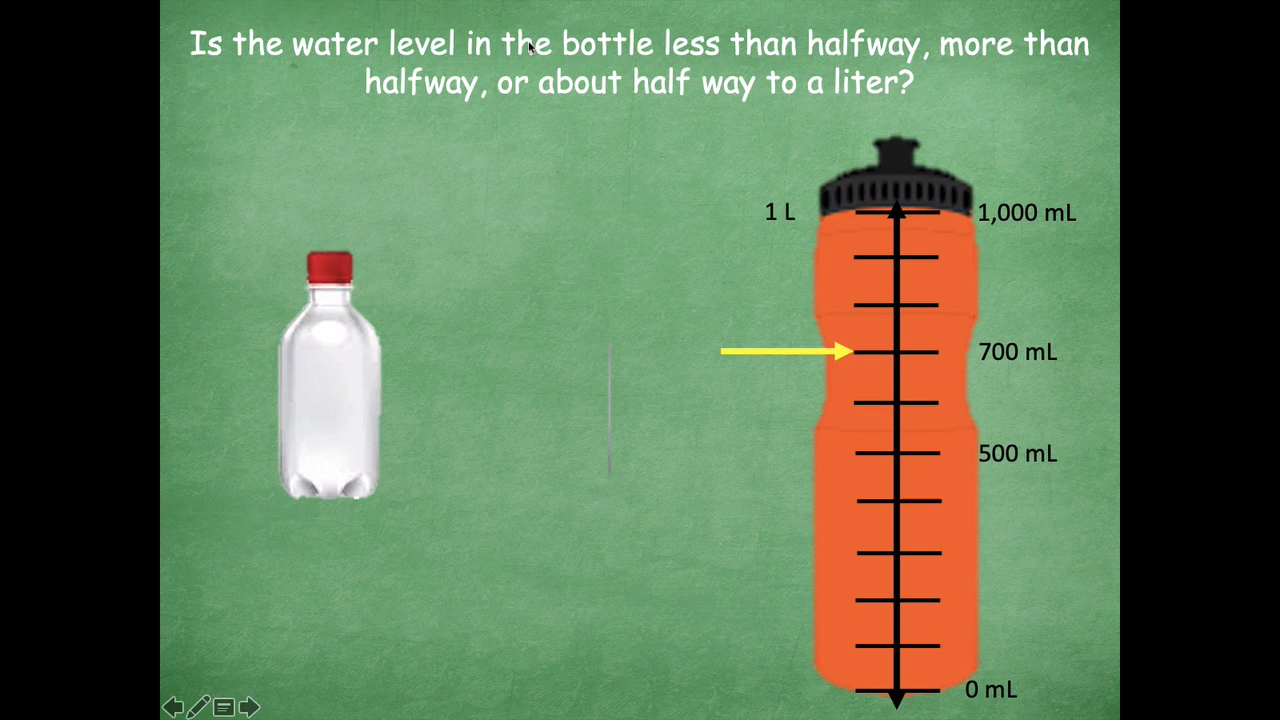 Is the water level in the bottle less than halfway, more than
halfway, or about half way to a liter?
1 L
1,000 mL
700 mL
500 mL
0 mL